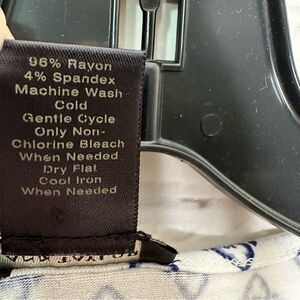 96% Rayon
4% Spandex
Machine Wash
Cold
Gentle Cycle
Only Non-
Chlorine Bleach
When Needed
Dry Flat
Cool Iron
When Needed